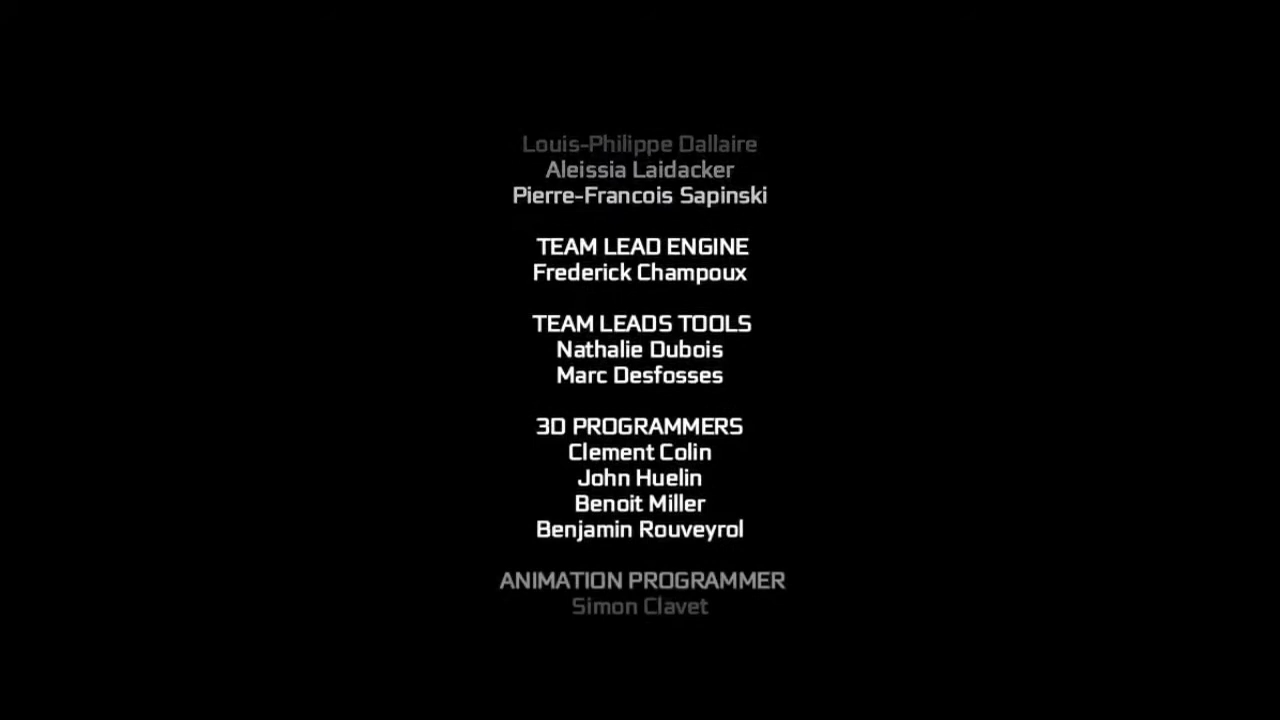 Louis-Philippe Dallaire
Aleissia Laidacker
Pierre-Francois Sapinski
TEAM LEAD ENGINE
Frederick Champoux
TEAM LEADS TOOLS
Nathalie Dubois
Marc Desfosses
3D PROGRAMMERS
Clement Colin
John Huelin
Benoit Miller
Benjamin Rouveyrol
ANIMATION PROGRAMMER
Simon Clavet